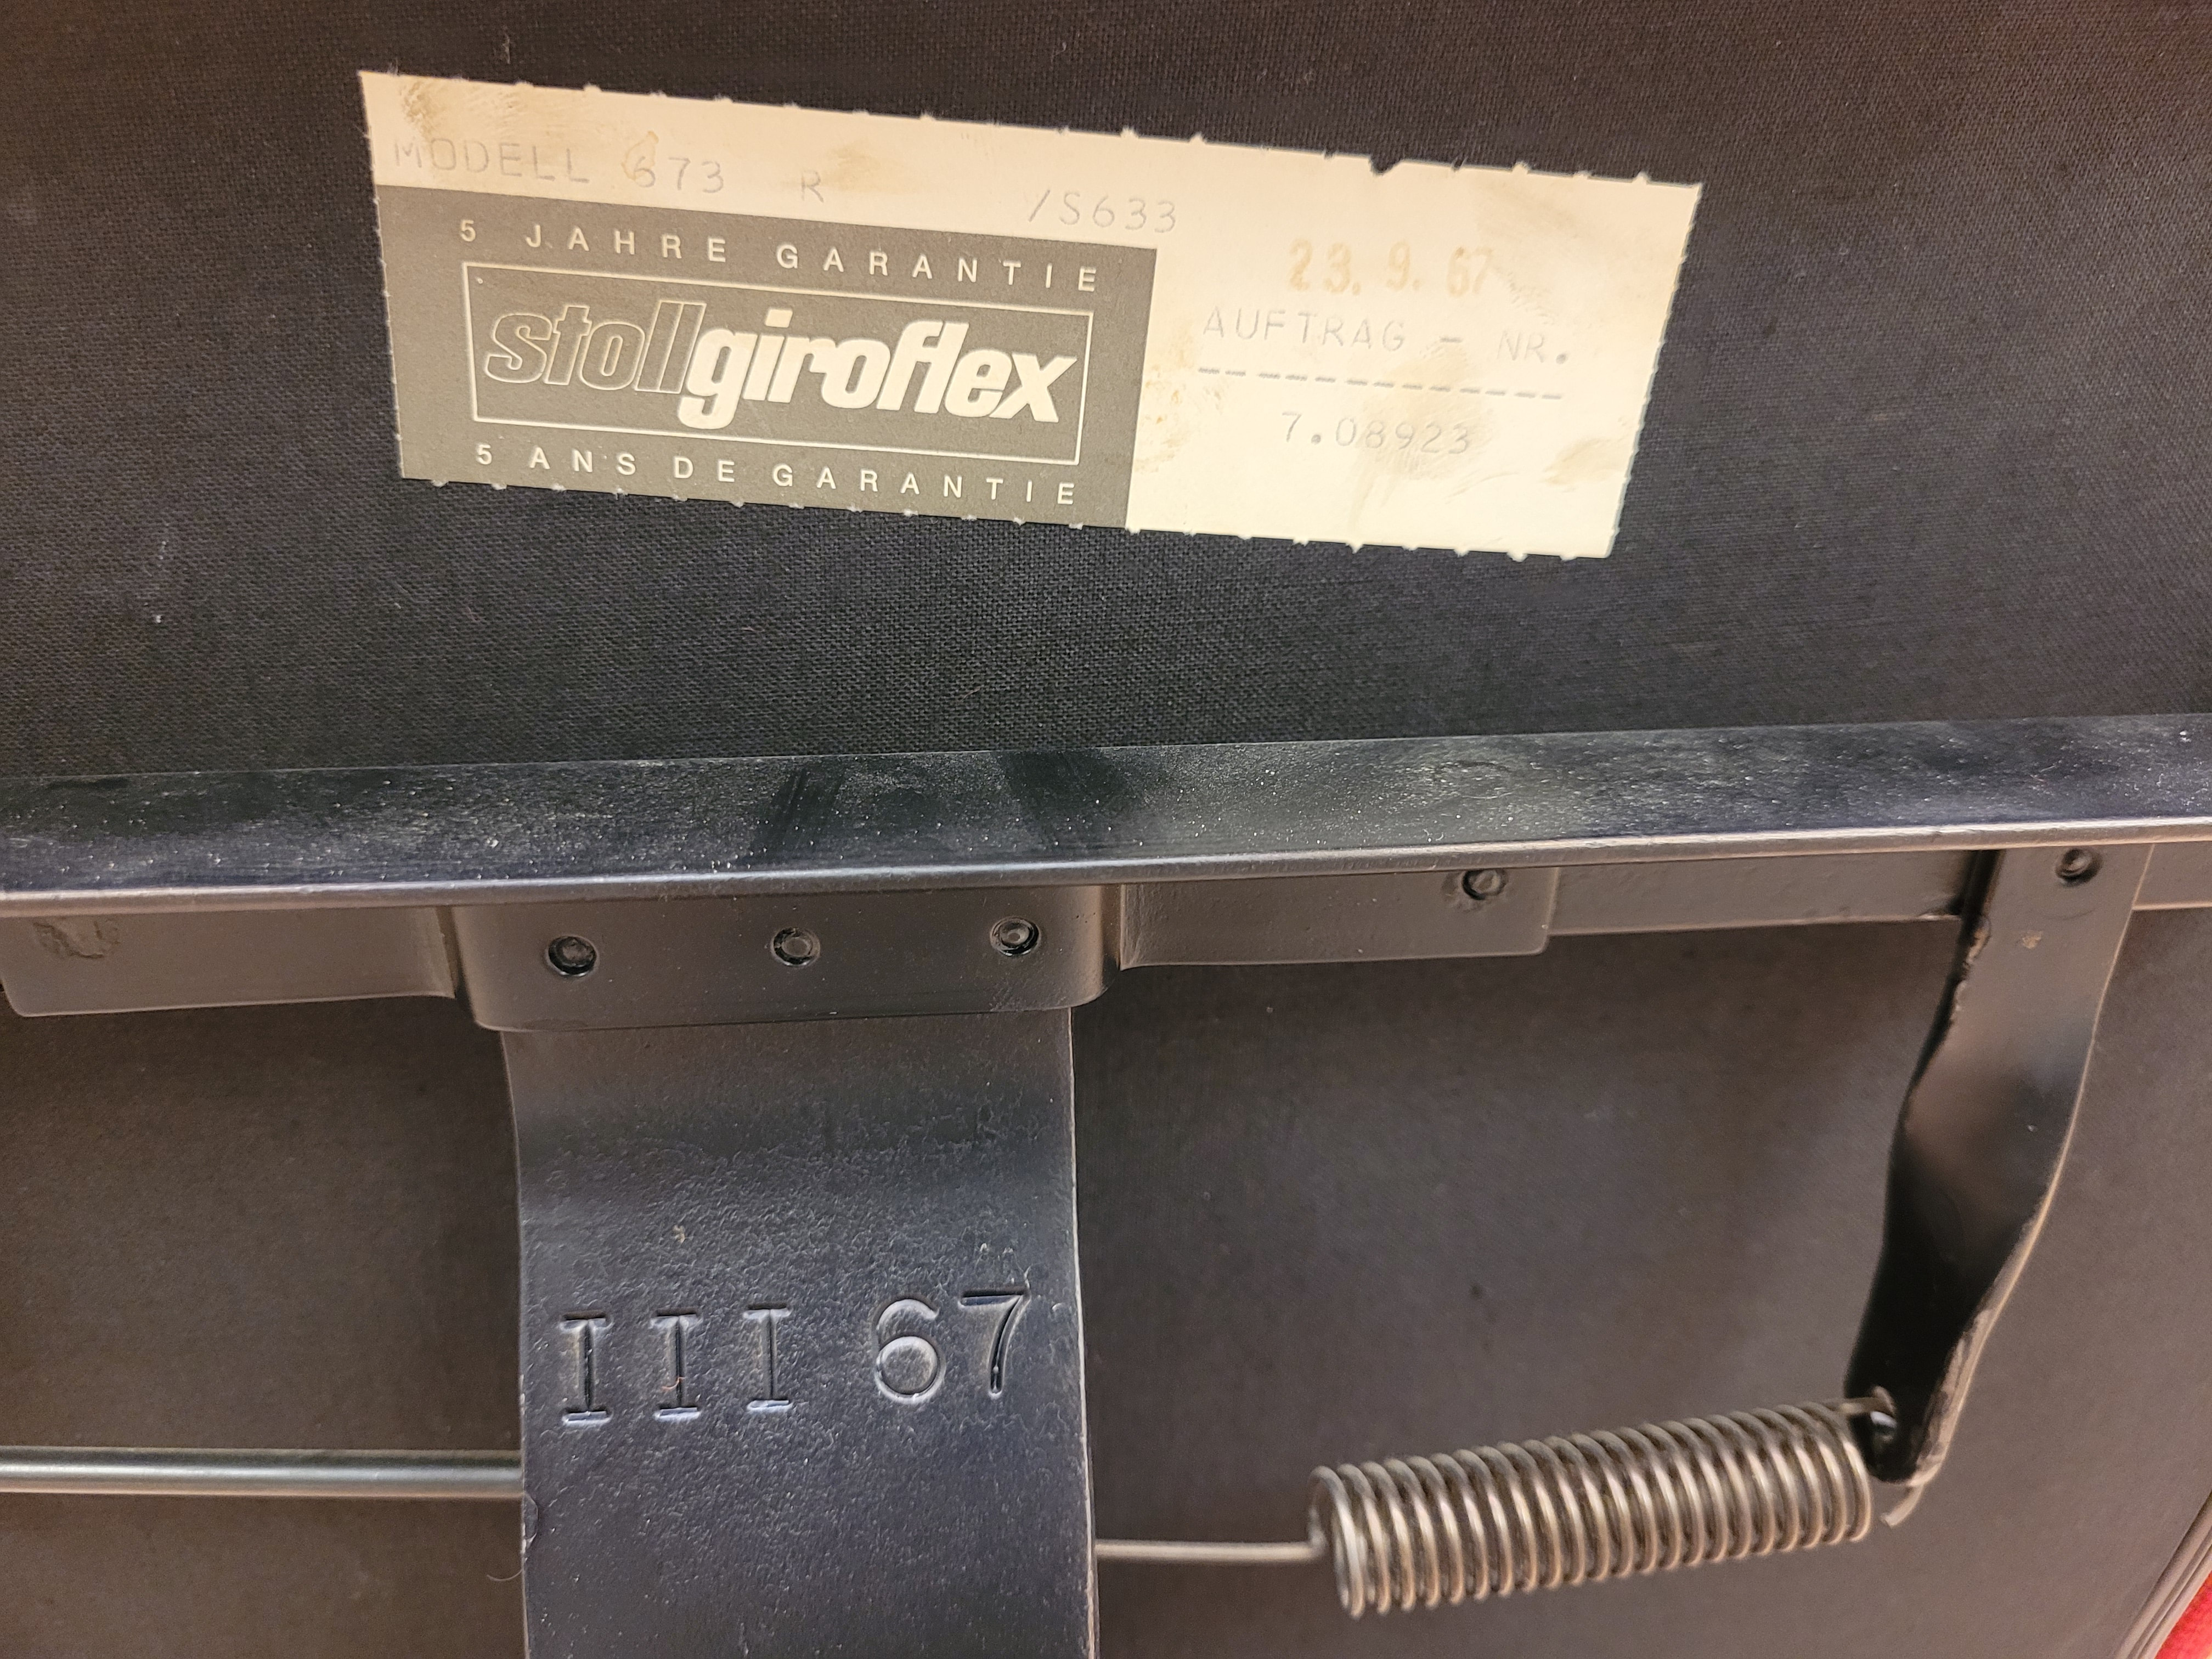 MODELL 673 R /S633
5 JAHRE GARANTIE
stollgiroflex
5 ANS DE GARANTIE
23. 9. 67
AUFTRAG - NR.
7.08923
III 67